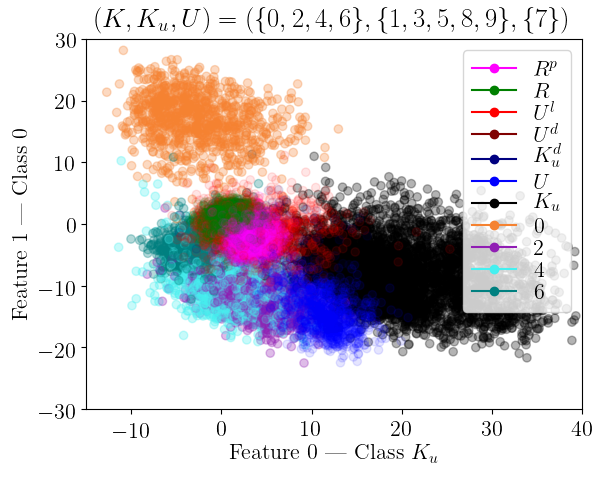 (K, K_u, U) = ({0, 2, 4, 6}, {1, 3, 5, 8, 9}, {7})
30
20
10
0
−10
−20
−30
Feature 1 — Class 0
R^p
R
U^l
U^d
K_u^d
U
K_u
0
2
4
6
−10 0 10 20 30 40
Feature 0 — Class K_u